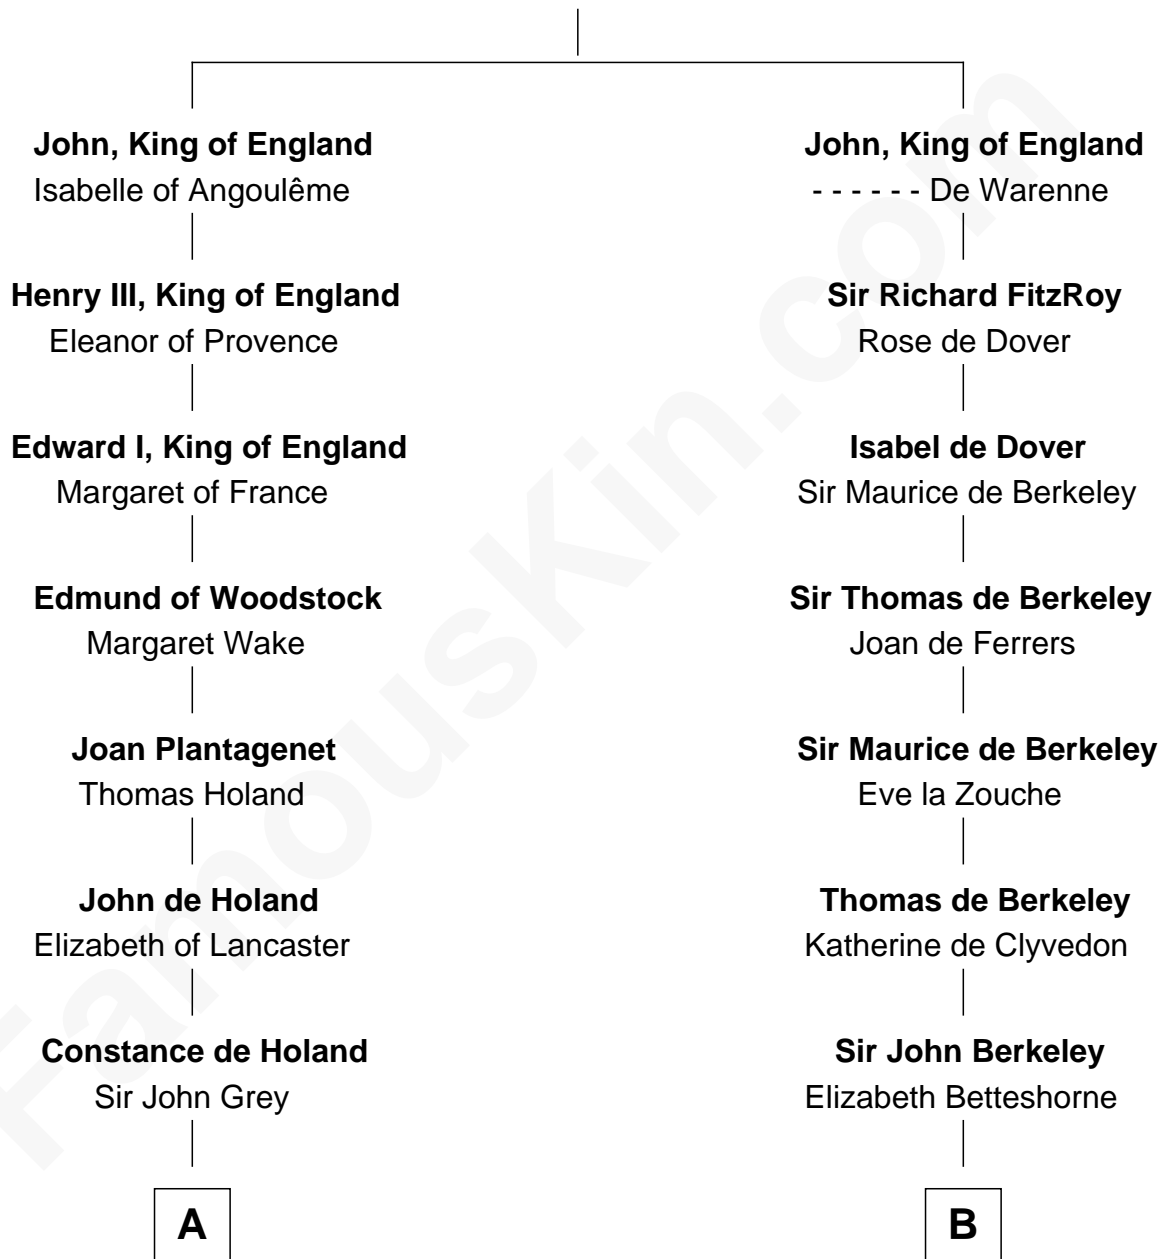 John, King of England
Isabelle of Angoulême
Henry III, King of England
Eleanor of Provence
Edward I, King of England
Margaret of France
Edmund of Woodstock
Margaret Wake
Joan Plantagenet
Thomas Holand
John de Holand
Elizabeth of Lancaster
Constance de Holand
Sir John Grey
A
John, King of England
- - - - - - De Warenne
Sir Richard FitzRoy
Rose de Dover
Isabel de Dover
Sir Maurice de Berkeley
Sir Thomas de Berkeley
Joan de Ferrers
Sir Maurice de Berkeley
Eve la Zouche
Thomas de Berkeley
Katherine de Clyvedon
Sir John Berkeley
Elizabeth Betteshorne
B
FamousKin.com